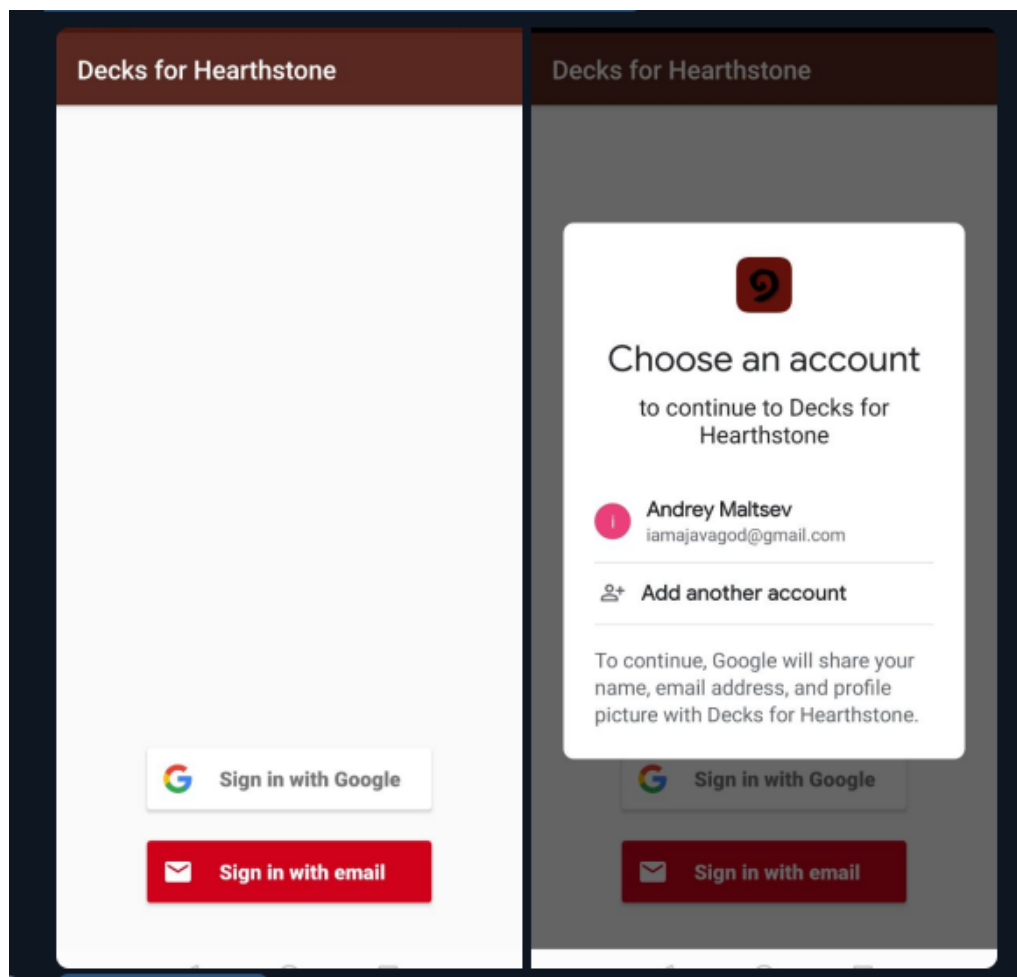 Decks for Hearthstone
Sign in with Google
Sign in with email
Decks for Hearthstone
Choose an account
to continue to Decks for
Hearthstone
i
Andrey Maltsev
iamajavagod@gmail.com
Add another account
To continue, Google will share your
name, email address, and profile
picture with Decks for Hearthstone.
Sign in with Google
Sign in with email